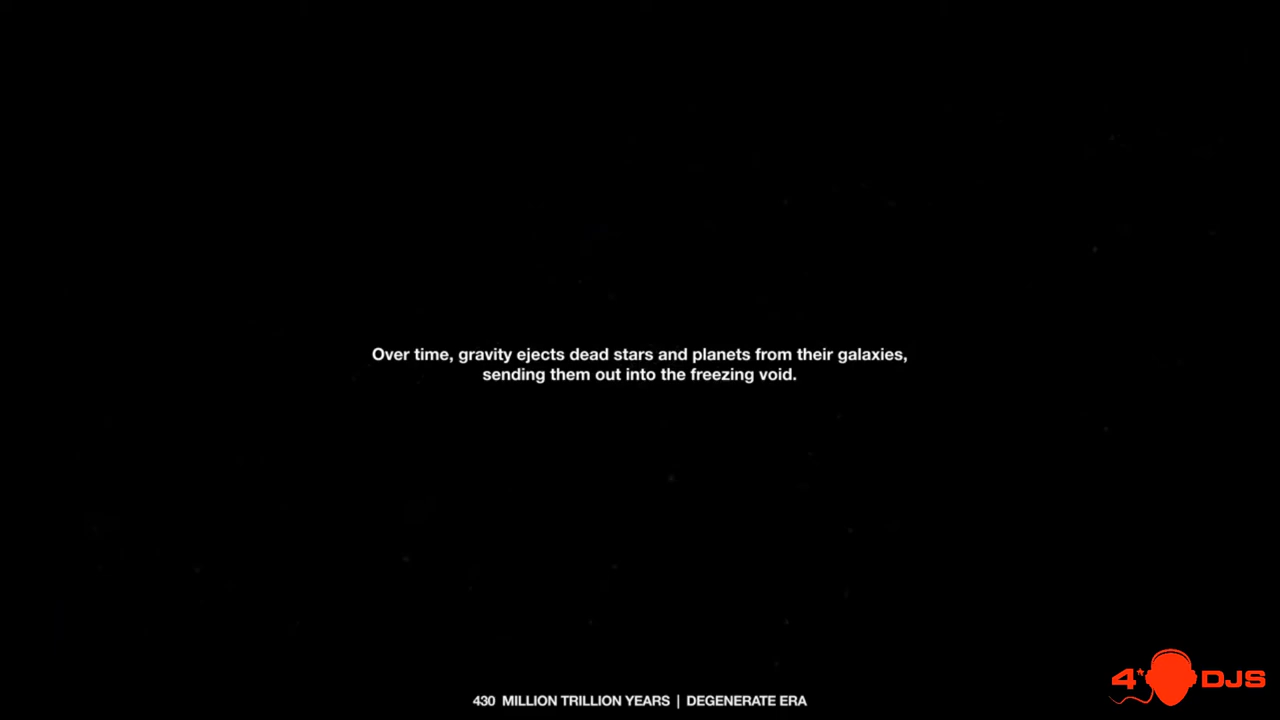 Over time, gravity ejects dead stars and planets from their galaxies,
sending them out into the freezing void.
430 MILLION TRILLION YEARS | DEGENERATE ERA
4* DJS